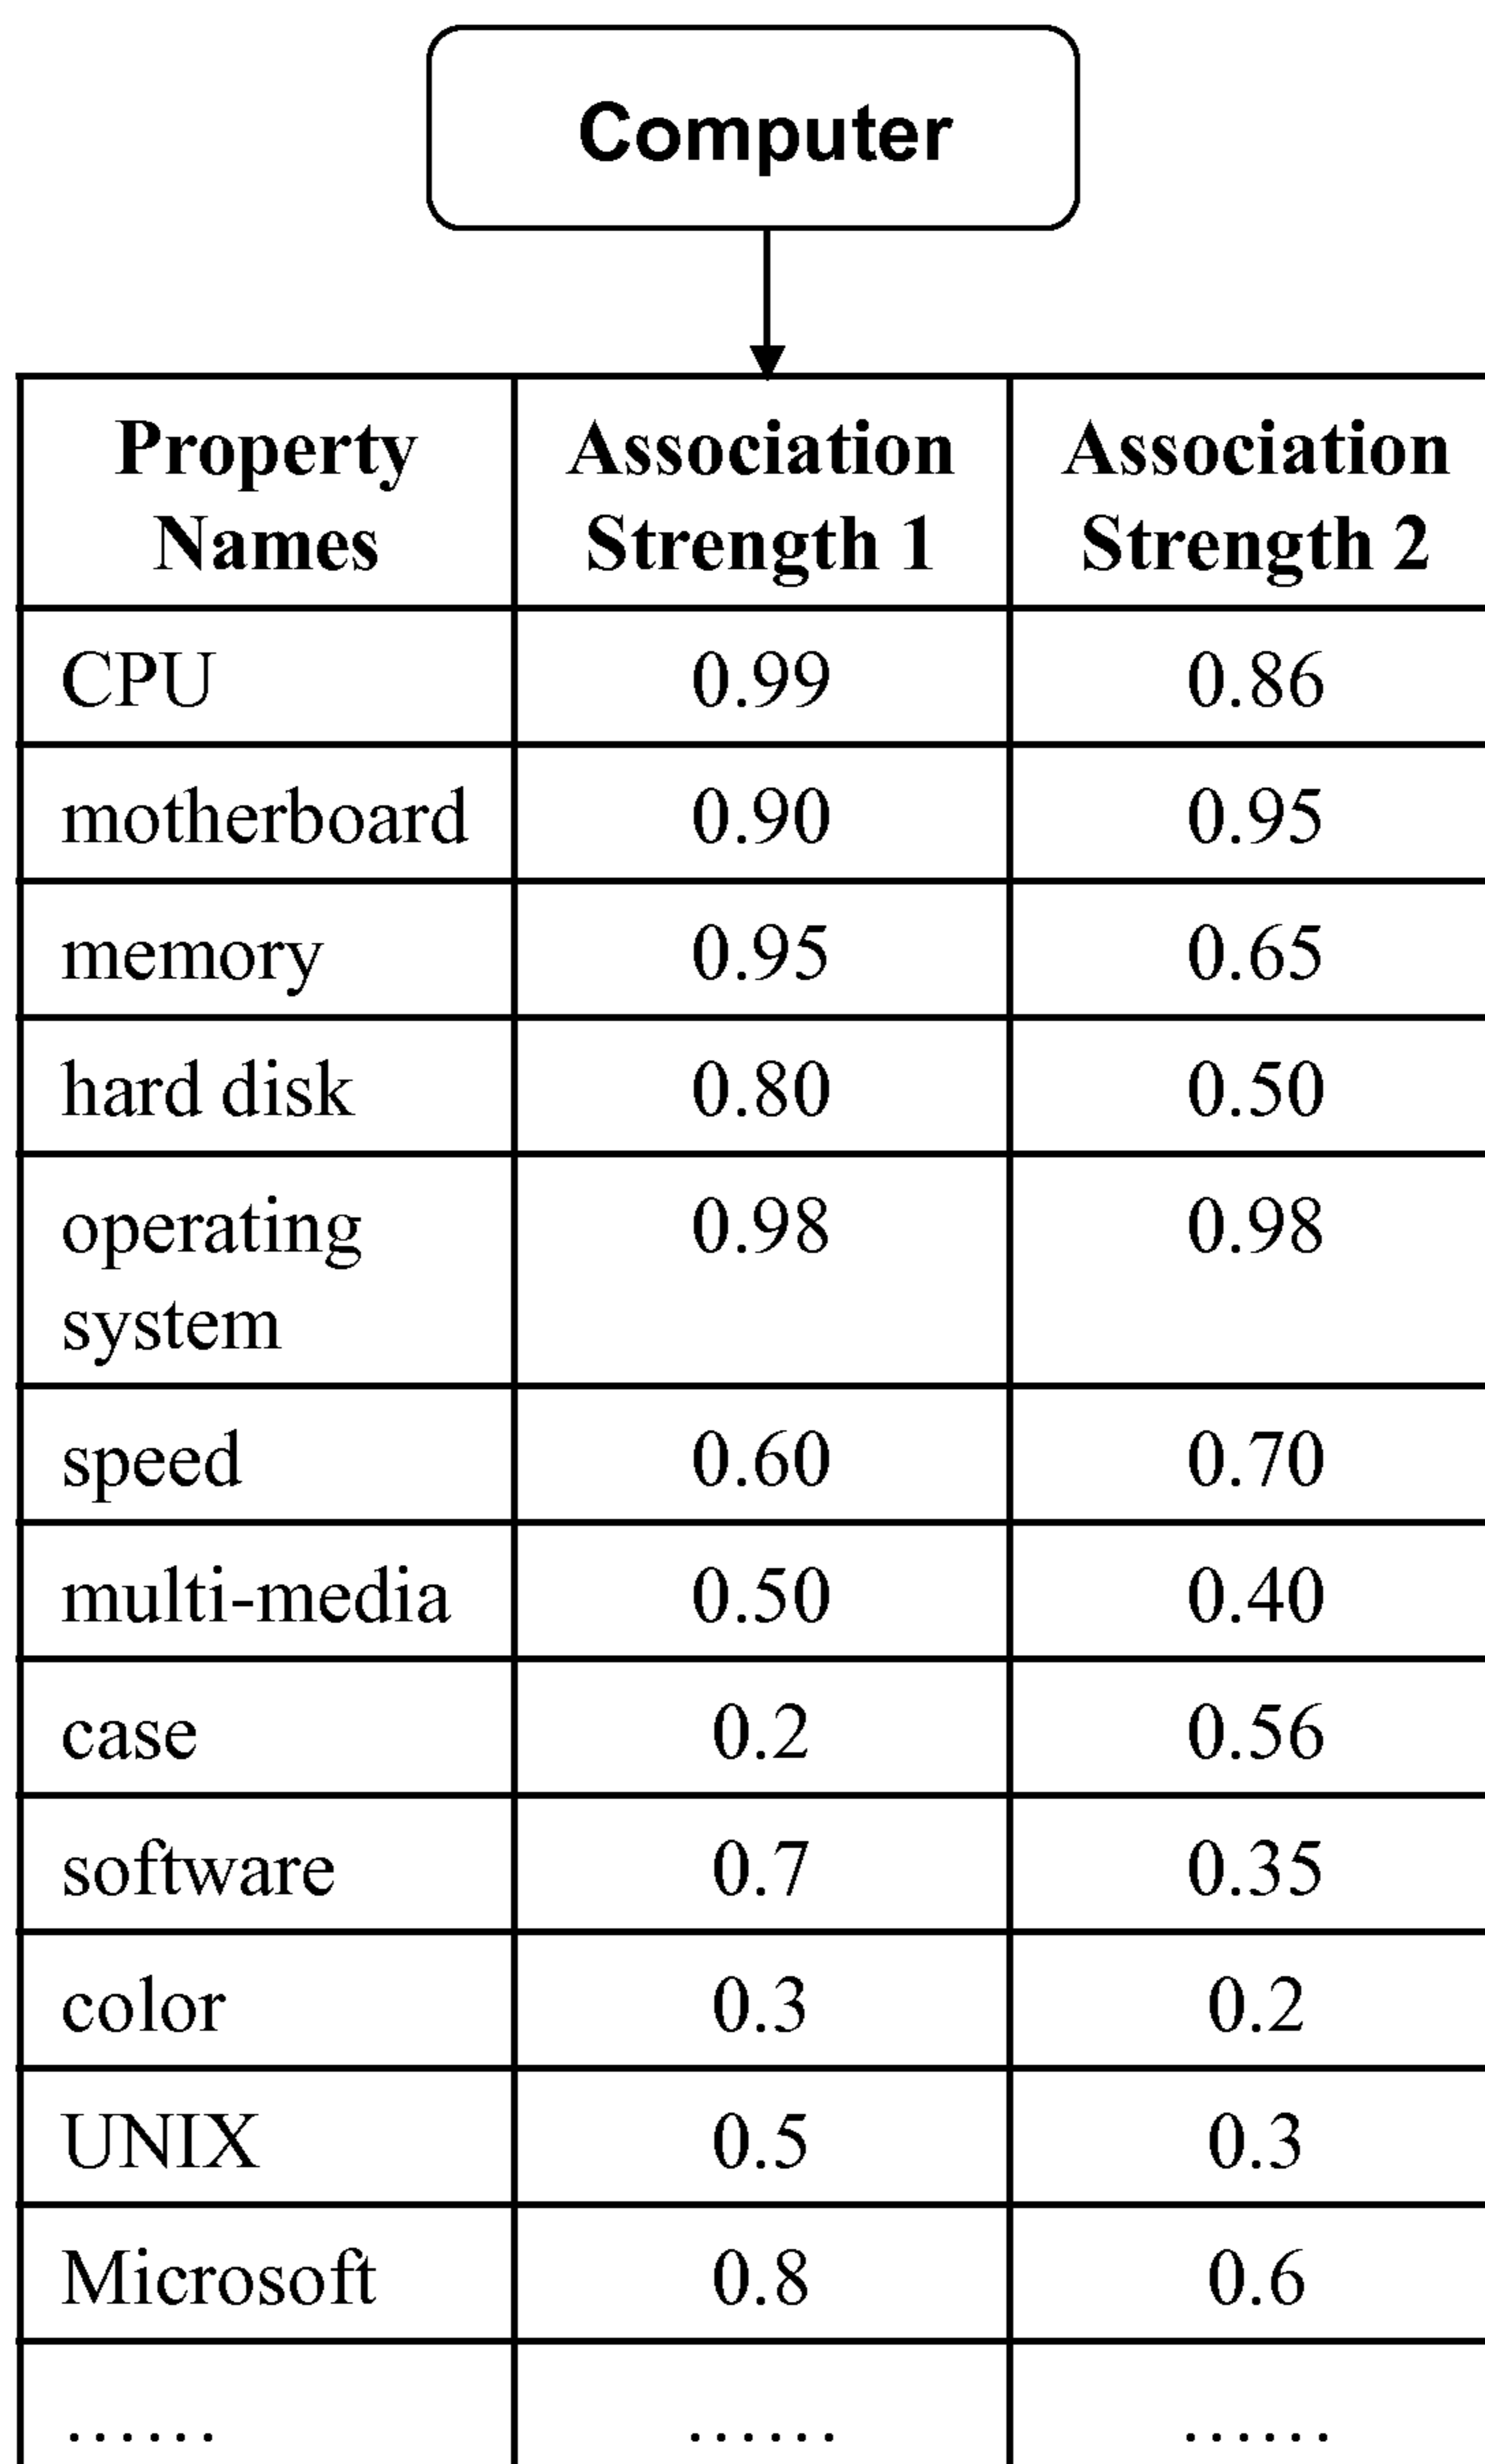 Computer
Property Names Association Strength 1 Association Strength 2
CPU 0.99 0.86
motherboard 0.90 0.95
memory 0.95 0.65
hard disk 0.80 0.50
operating system 0.98 0.98
speed 0.60 0.70
multi-media 0.50 0.40
case 0.2 0.56
software 0.7 0.35
color 0.3 0.2
UNIX 0.5 0.3
Microsoft 0.8 0.6
...... ...... ......